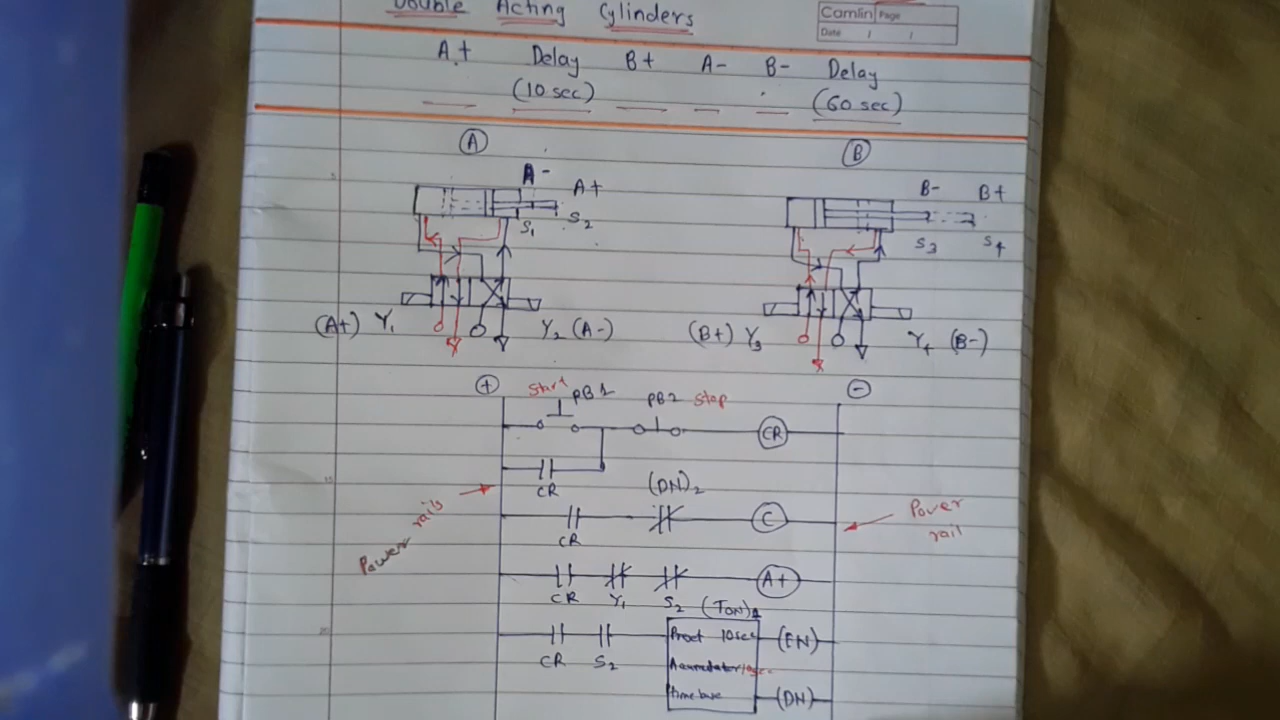 Double Acting Cylinders
Camlin Page
Date / /
A+ Delay B+ A- B- Delay
(10 sec) (60 sec)
A B
A- A+ B- B+
S1 S2 S3 S4
(A+) Y1 Y2 (A-) (B+) Y3 Y4 (B-)
+ Start PB1 PB2 Stop -
CR
CR (DN)2
Power rails
Power rail
CR C
A+
CR Y1 S2 (TON)1
Preset 10sec (EN)
CR S2
time base (DN)